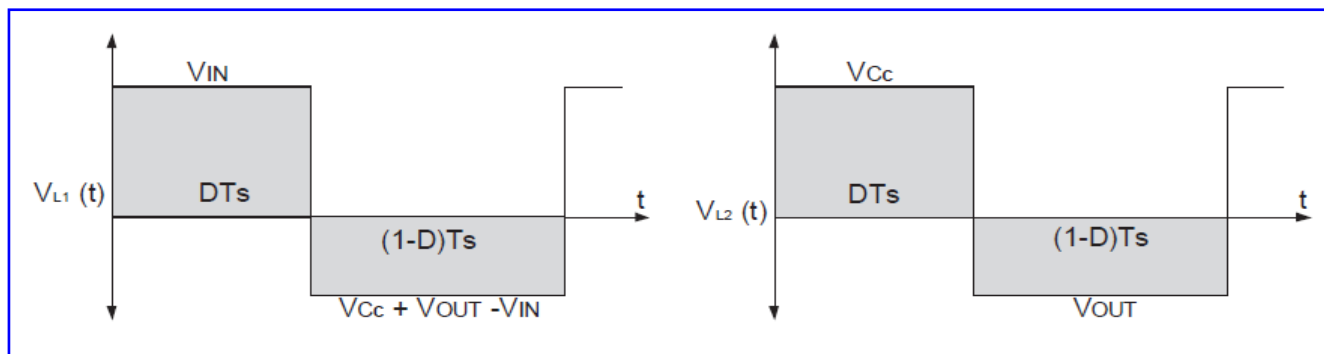 VIN
VL1 (t)
DTs
t
(1-D)Ts
VCc + VOUT -VIN
VCc
VL2 (t)
DTs
t
(1-D)Ts
VOUT